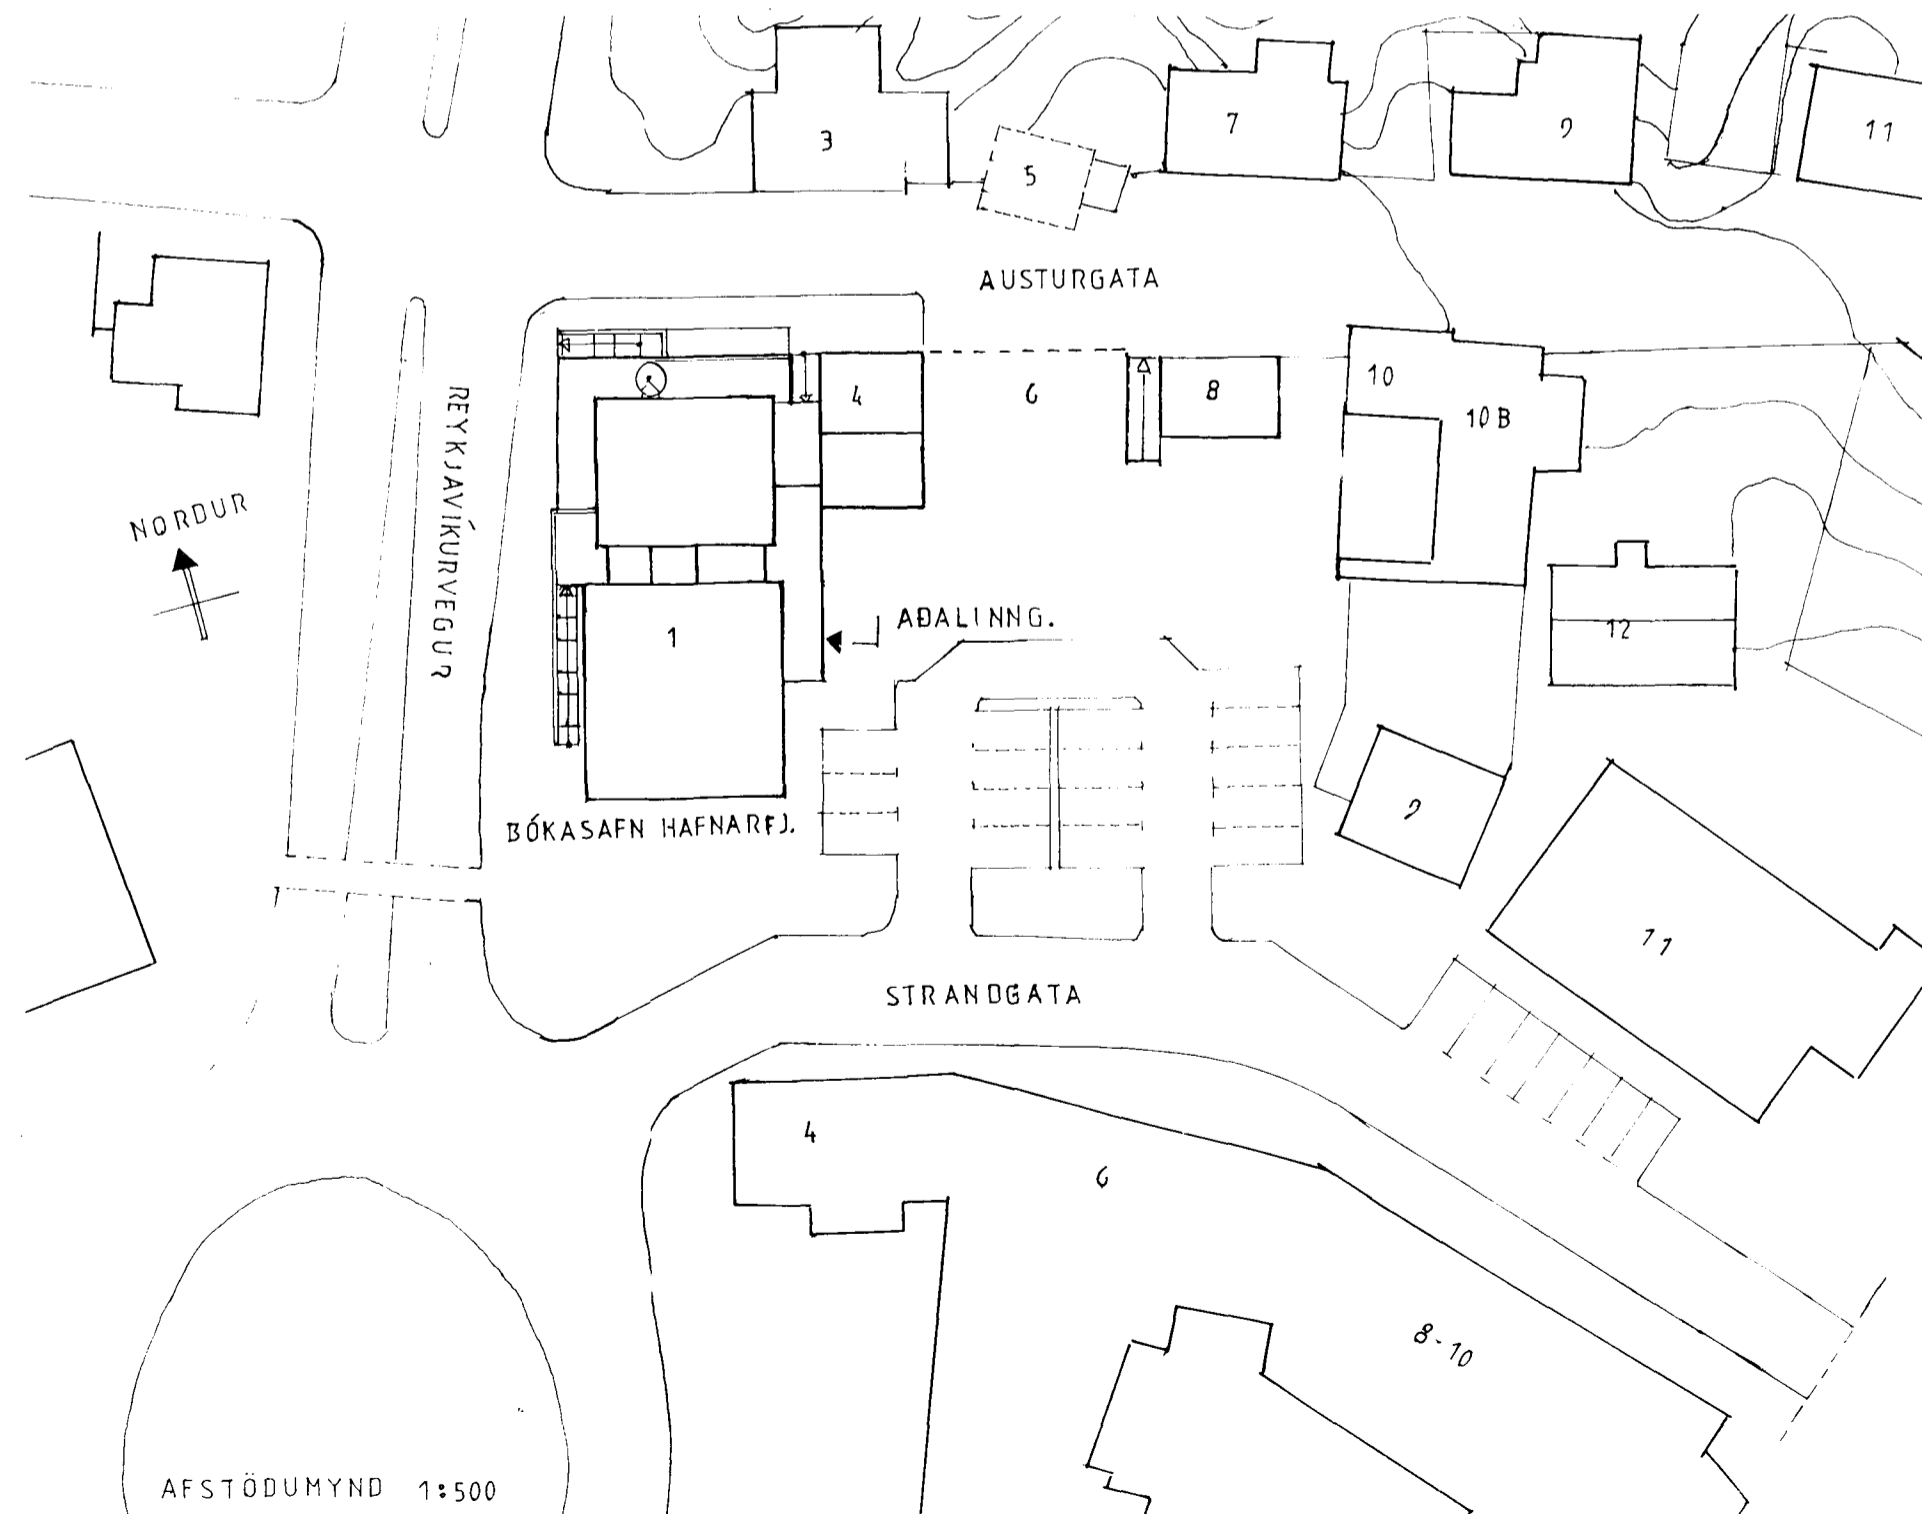 3
5
7
9
11
AUSTURGATA
4
6
8
10
10 B
REYKJAVÍKURVEGUR
NORÐUR
1
AÐALINNG.
12
BÓKASAFN HAFNARFJ.
9
11
STRANDGATA
4
6
8-10
AFSTÖÐUMYND 1:500